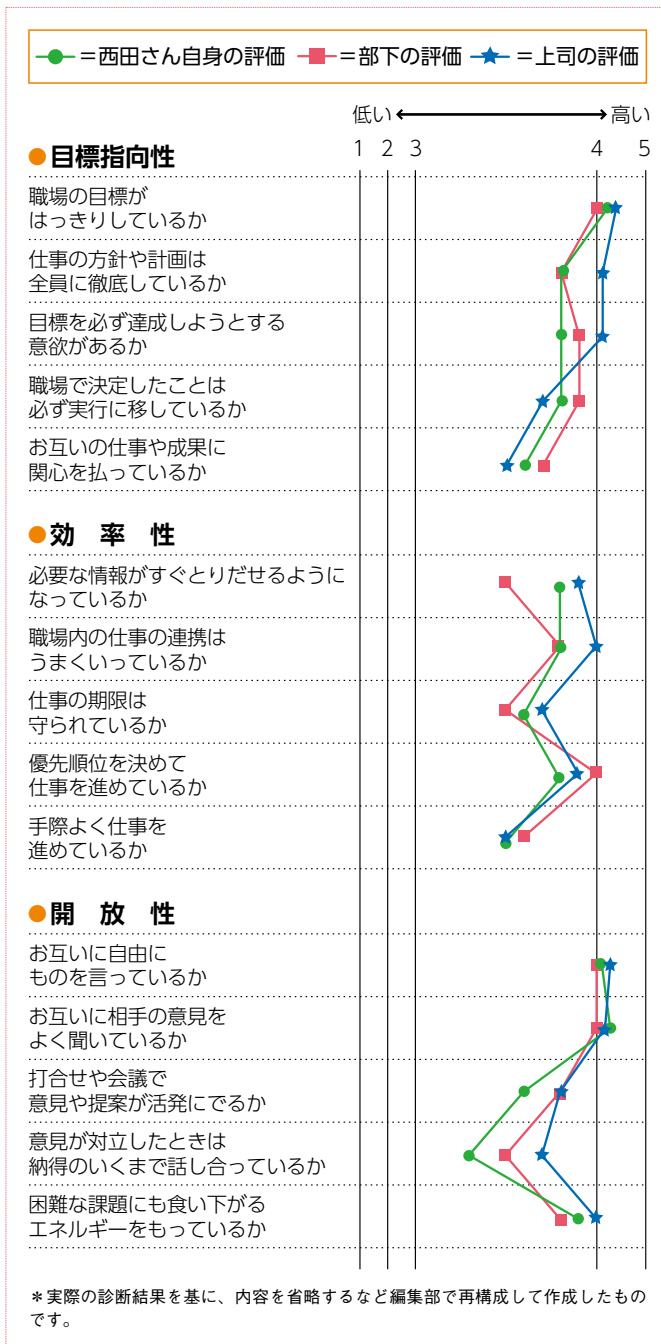 =西田さん自身の評価 =部下の評価 =上司の評価
低い 高い
1 2 3 4 5
●目標指向性
職場の目標が
はっきりしているか
仕事の方針や計画は
全員に徹底しているか
目標を必ず達成しようとする
意欲があるか
職場で決定したことは
必ず実行に移しているか
お互いの仕事や成果に
関心を払っているか
●効 率 性
必要な情報がすぐとりだせるように
なっているか
職場内の仕事の連携は
うまくいっているか
仕事の期限は
守られているか
優先順位を決めて
仕事を進めているか
手際よく仕事を
進めているか
●開 放 性
お互いに自由に
ものを言っているか
お互いに相手の意見を
よく聞いているか
打合せや会議で
意見や提案が活発にでるか
意見が対立したときは
納得のいくまで話し合っているか
困難な課題にも食い下がる
エネルギーをもっているか
＊実際の診断結果を基に、内容を省略するなど編集部で再構成して作成したもの
です。